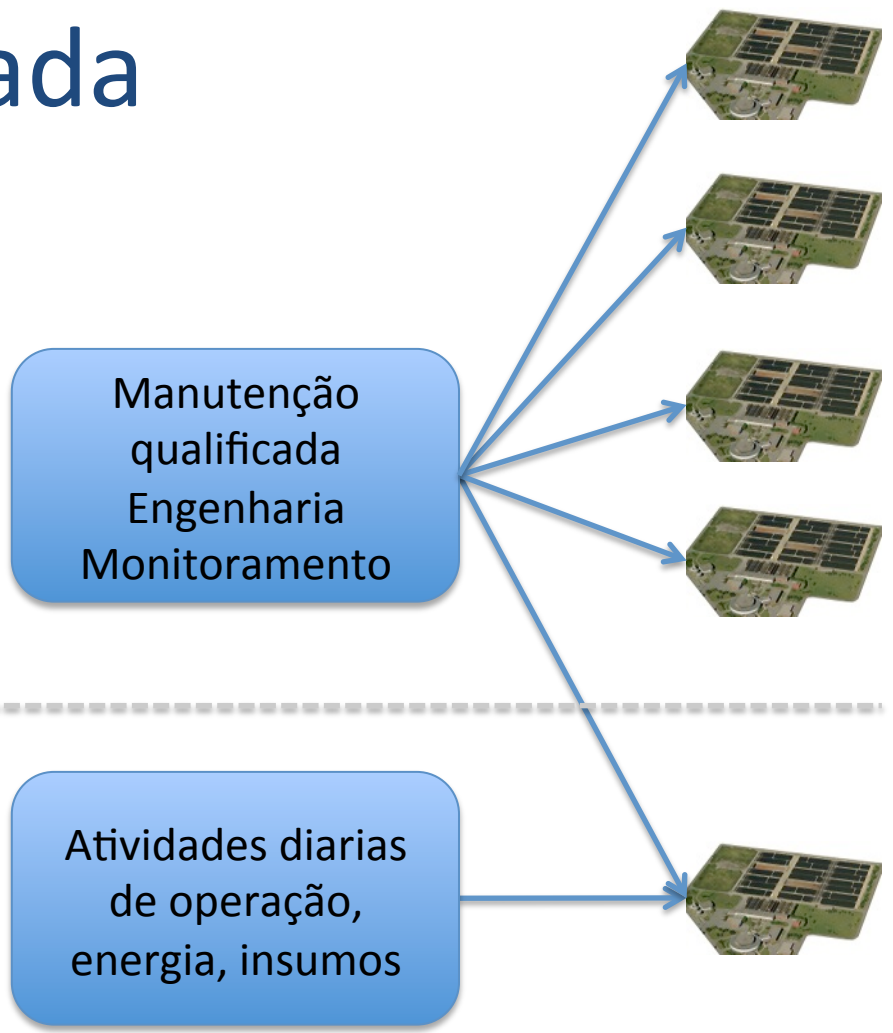 ada
Manutenção
qualificada
Engenharia
Monitoramento
Atividades diarias
de operação,
energia, insumos